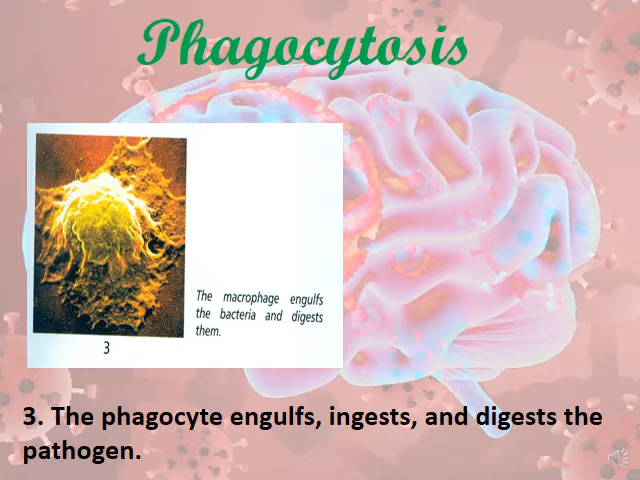 Phagocytosis
The macrophage engulfs
the bacteria and digests
them.
3
3. The phagocyte engulfs, ingests, and digests the
pathogen.